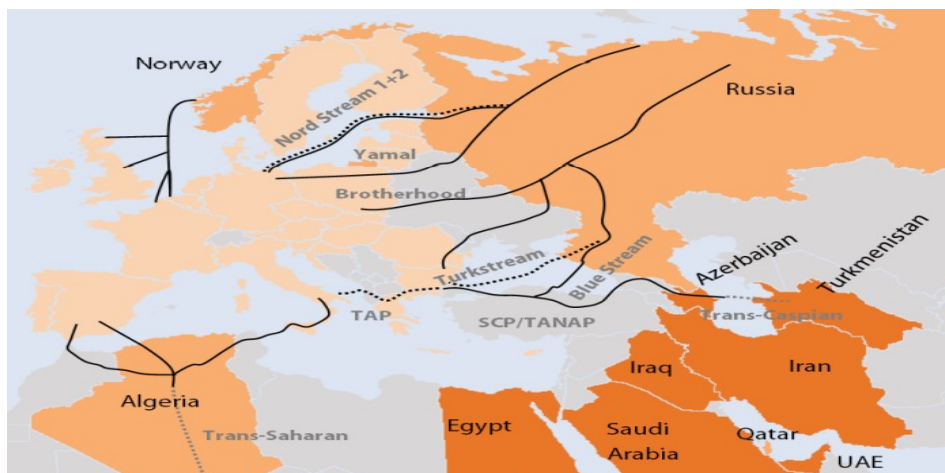 Norway
Nord Stream 1+2
Russia
Yamal
Brotherhood
Turkstream
Blue Stream
Azerbaijan
Turkmenistan
TAP
SCP/TANAP
Trans-Caspian
Iraq
Iran
Algeria
Trans-Saharan
Egypt
Saudi
Arabia
Qatar
UAE